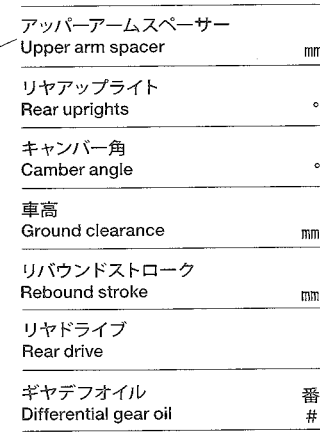 アッパーアームスペーサー
Upper arm spacer mm
リヤアップライト
Rear uprights °
キャンバー角
Camber angle °
車高
Ground clearance mm
リバウンドストローク
Rebound stroke mm
リヤドライブ
Rear drive
ギヤデフオイル 番
Differential gear oil #